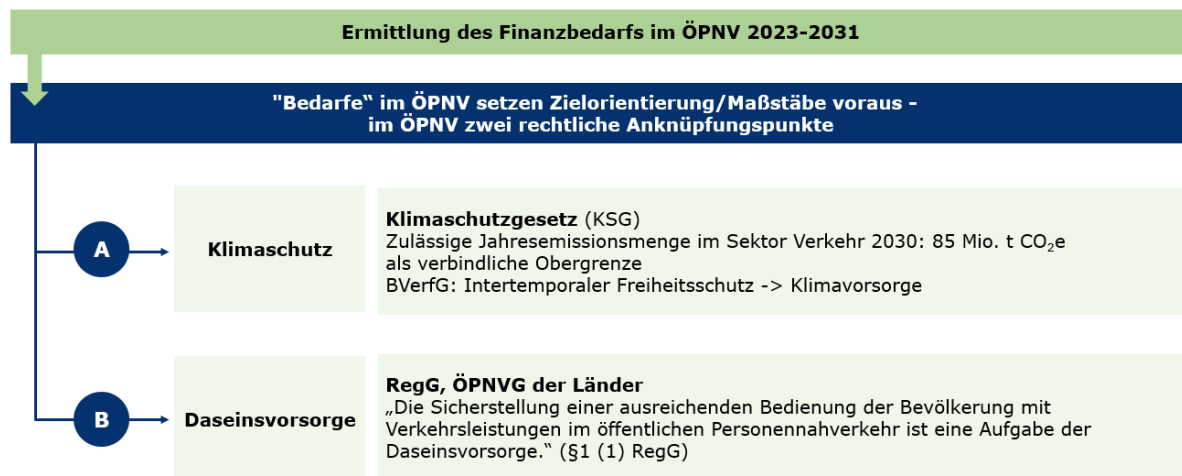 Ermittlung des Finanzbedarfs im ÖPNV 2023-2031
"Bedarfe“ im ÖPNV setzen Zielorientierung/Maßstäbe voraus -
im ÖPNV zwei rechtliche Anknüpfungspunkte
A
Klimaschutz
Klimaschutzgesetz (KSG)
Zulässige Jahresemissionsmenge im Sektor Verkehr 2030: 85 Mio. t CO₂e
als verbindliche Obergrenze
BVerfG: Intertemporaler Freiheitsschutz -> Klimavorsorge
B
Daseinsvorsorge
RegG, ÖPNVG der Länder
„Die Sicherstellung einer ausreichenden Bedienung der Bevölkerung mit
Verkehrsleistungen im öffentlichen Personennahverkehr ist eine Aufgabe der
Daseinsvorsorge.“ (§1 (1) RegG)